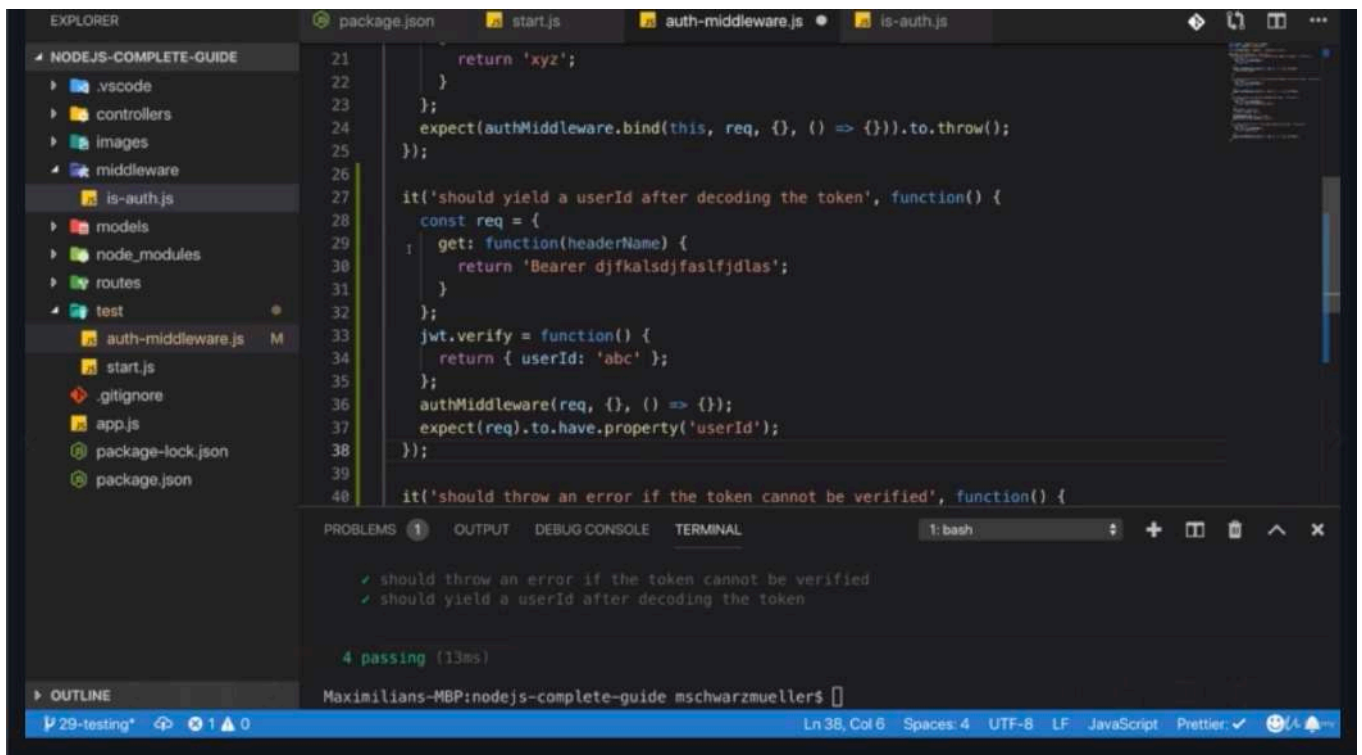 EXPLORER
package.json
start.js
auth-middleware.js
is-auth.js
NODEJS-COMPLETE-GUIDE
.vscode
controllers
images
middleware
is-auth.js
models
node_modules
routes
test
auth-middleware.js M
start.js
.gitignore
app.js
package-lock.json
package.json
OUTLINE
21 return 'xyz';
22 }
23 };
24 expect(authMiddleware.bind(this, req, {}, () => {})).to.throw();
25 });
26
27 it('should yield a userId after decoding the token', function() {
28 const req = {
29 get: function(headerName) {
30 return 'Bearer djfkalsdjfaslfjdlas';
31 }
32 };
33 jwt.verify = function() {
34 return { userId: 'abc' };
35 };
36 authMiddleware(req, {}, () => {});
37 expect(req).to.have.property('userId');
38 });
39
40 it('should throw an error if the token cannot be verified', function() {
PROBLEMS 1 OUTPUT DEBUG CONSOLE TERMINAL 1: bash
✓ should throw an error if the token cannot be verified
✓ should yield a userId after decoding the token
4 passing (13ms)
Maximilians-MBP:nodejs-complete-guide mschwarzmueller$
29-testing* 1 0 Ln 38, Col 6 Spaces: 4 UTF-8 LF JavaScript Prettier: ✓